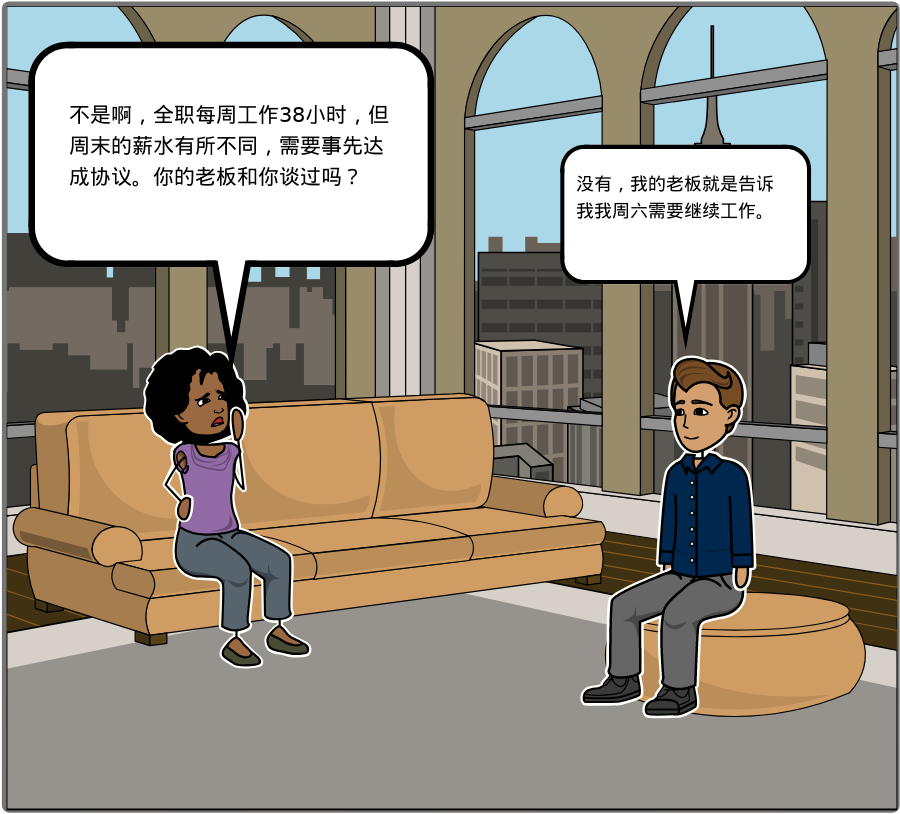 不是啊，全职每周工作38小时，但
周末的薪水有所不同，需要事先达
成协议。你的老板和你谈过吗？
没有，我的老板就是告诉
我我周六需要继续工作。